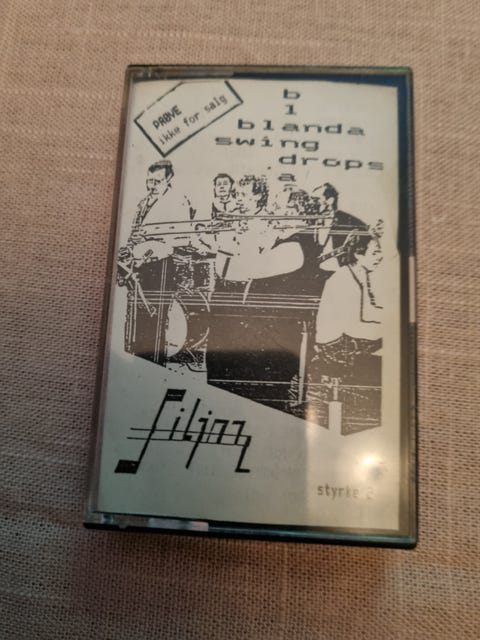 PRØVE
ikke for salg
b
l
blanda
swing
drops
a
filjazz
styrke 2